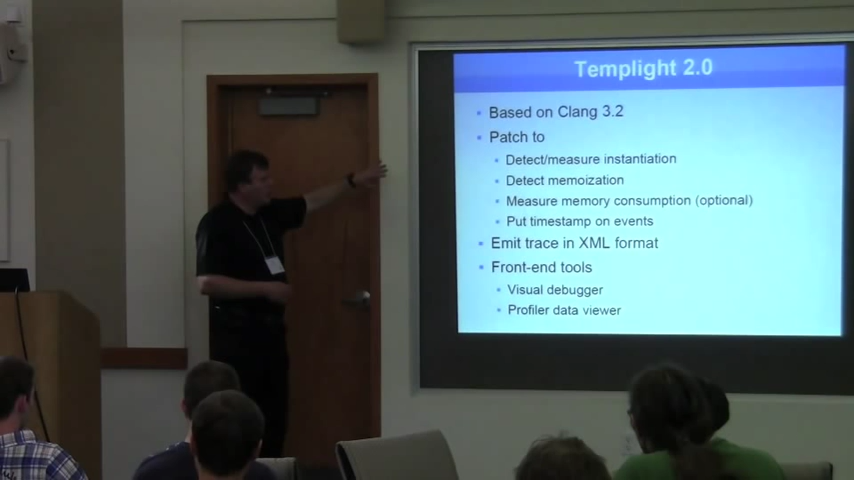 Templight 2.0
Based on Clang 3.2
Patch to
Detect/measure instantiation
Detect memoization
Measure memory consumption (optional)
Put timestamp on events
Emit trace in XML format
Front-end tools
Visual debugger
Profiler data viewer